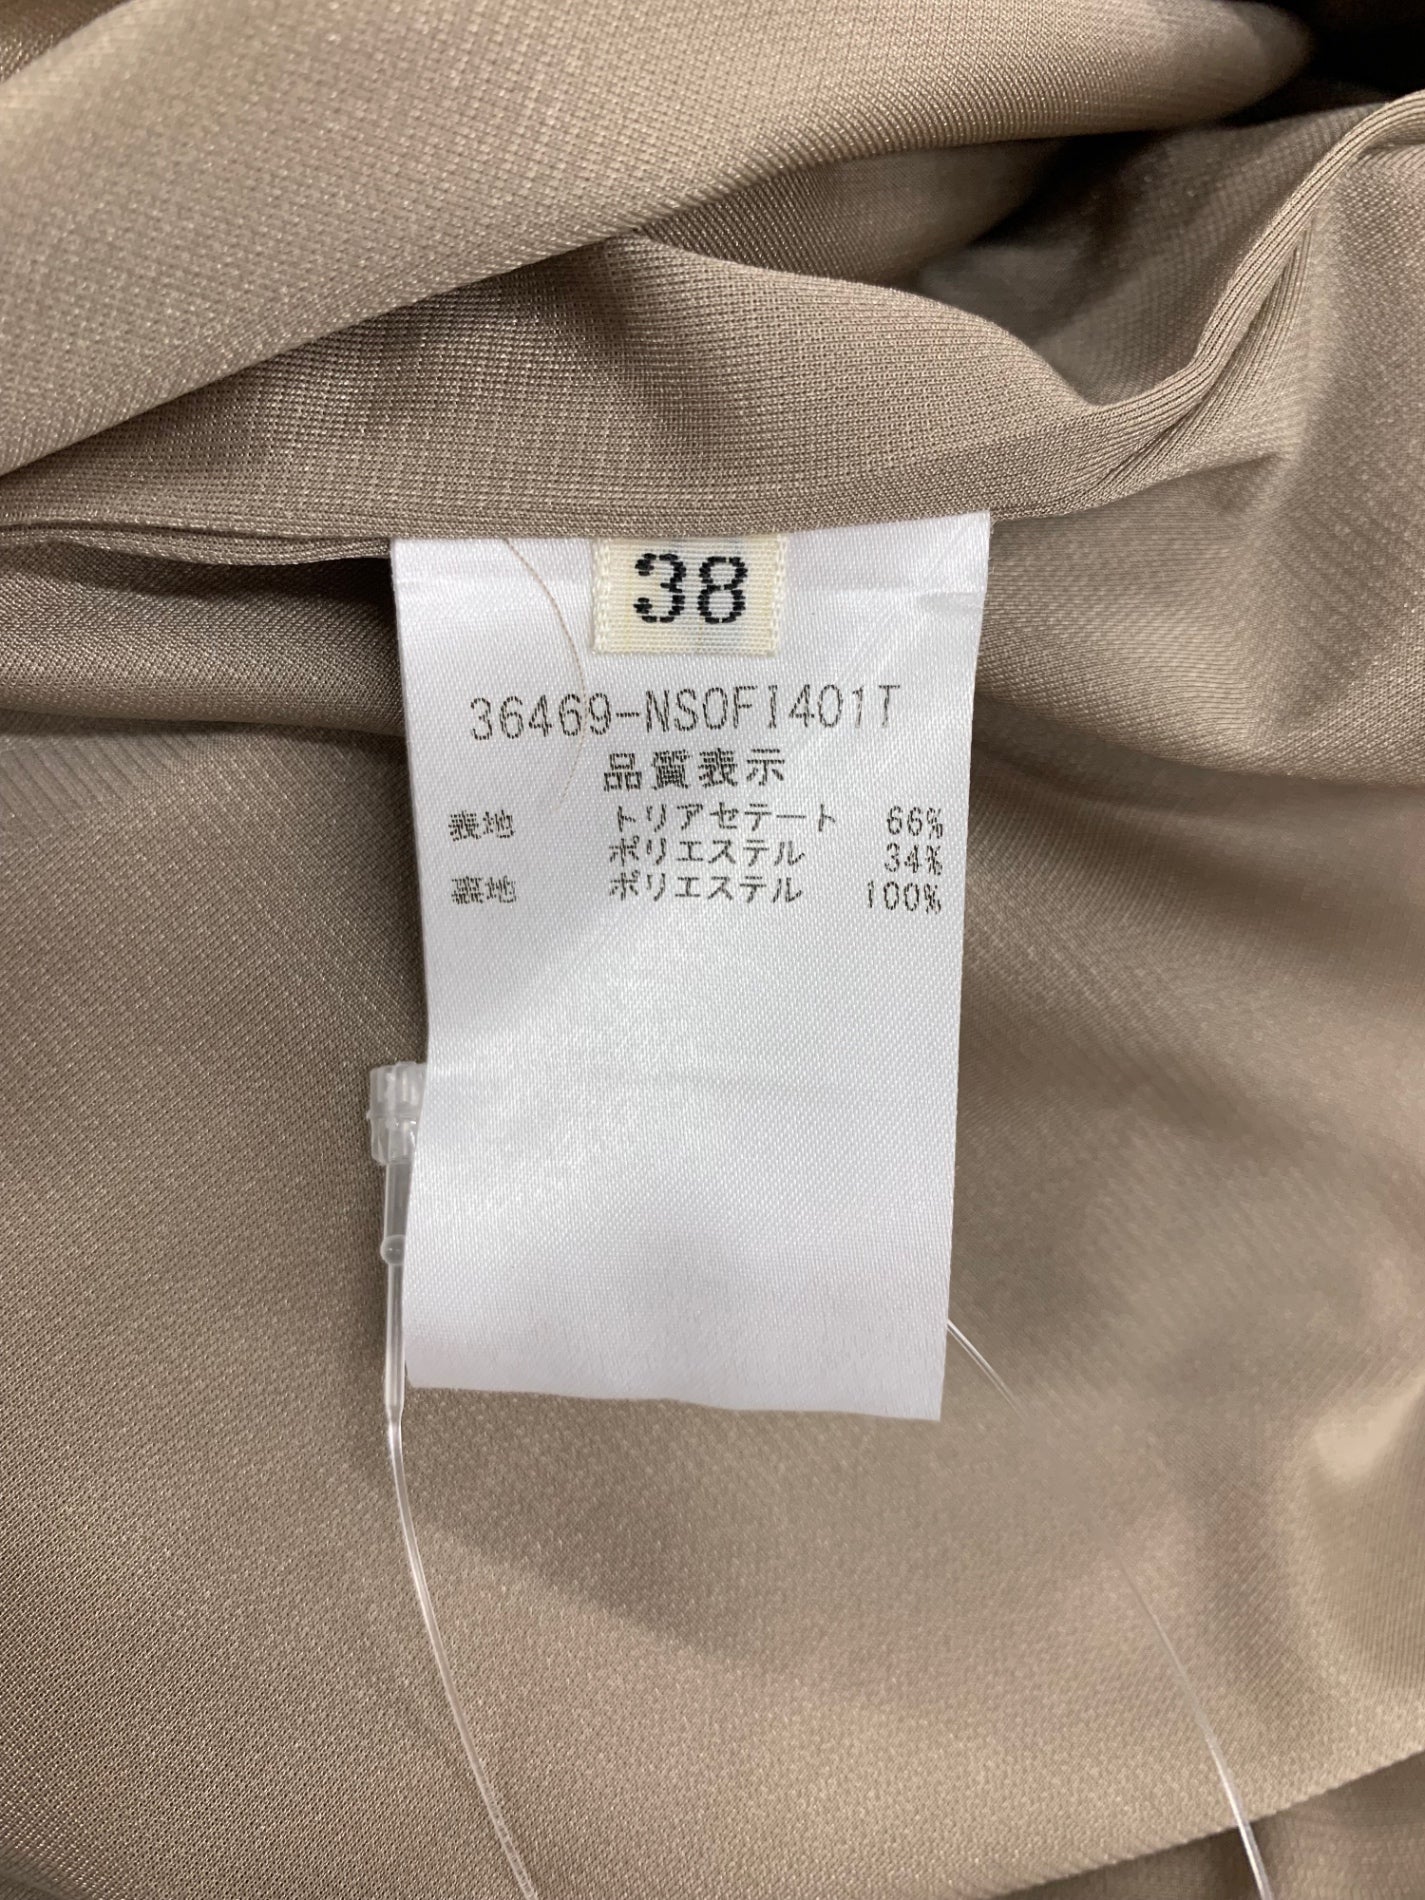 38
36469-NSOFI401T
品質表示
表地 トリアセテート 66%
ポリエステル 34%
裏地 ポリエステル 100%